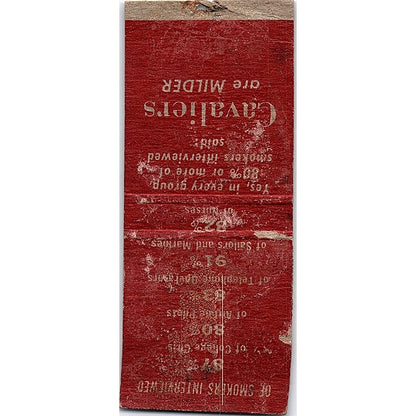 OF SMOKERS INTERVIEWED
87%
of College Girls
80%
of Airline Pilots
83%
of Telephone Operators
91%
of Sailors and Marines
82%
of Nurses
Yes, in every group
80% or more of
smokers interviewed
said:
Cavaliers
are MILDER